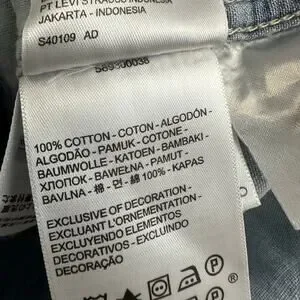 PT LEVI STRAUSS INDONESIA
JAKARTA - INDONESIA
S40109 AD
100% COTTON - COTON - ALGODÓN -
ALGODÃO - PAMUK - COTONE -
BAUMWOLLE - KATOEN - BAMBAKI -
ХЛОПОК - BAWEŁNA - PAMUT -
BAVLNA - 棉 - 면 - 綿 100% - KAPAS
EXCLUSIVE OF DECORATION -
EXCLUANT L'ORNEMENTATION -
EXCLUYENDO ELEMENTOS
DECORATIVOS - EXCLUINDO
DECORAÇÃO
P
P